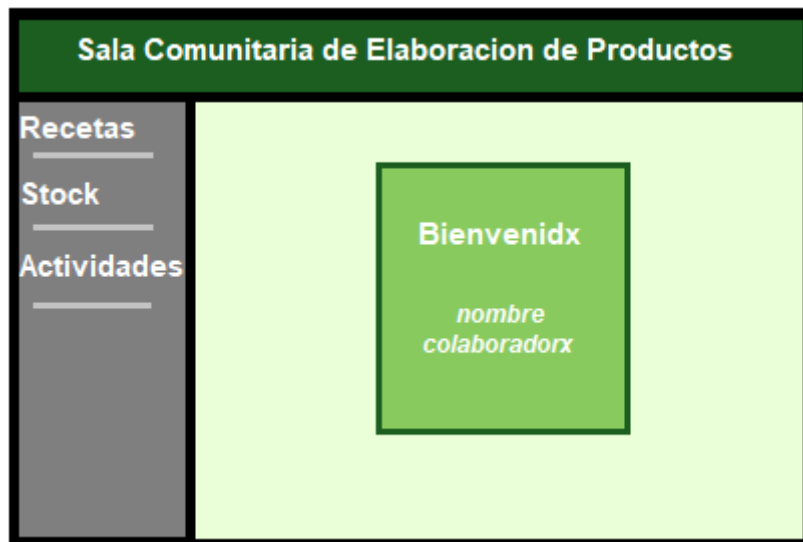 Sala Comunitaria de Elaboracion de Productos
Recetas
Stock
Actividades
Bienvenidx
nombre
colaboradorx